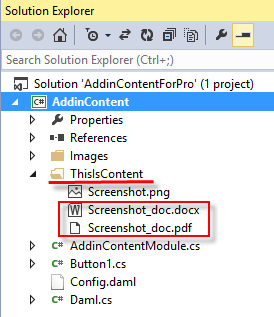 Solution Explorer
Search Solution Explorer (Ctrl+;)
Solution 'AddinContentForPro' (1 project)
C# AddinContent
Properties
References
Images
ThisIsContent
Screenshot.png
Screenshot_doc.docx
Screenshot_doc.pdf
C# AddinContentModule.cs
C# Button1.cs
Config.daml
C# Daml.cs